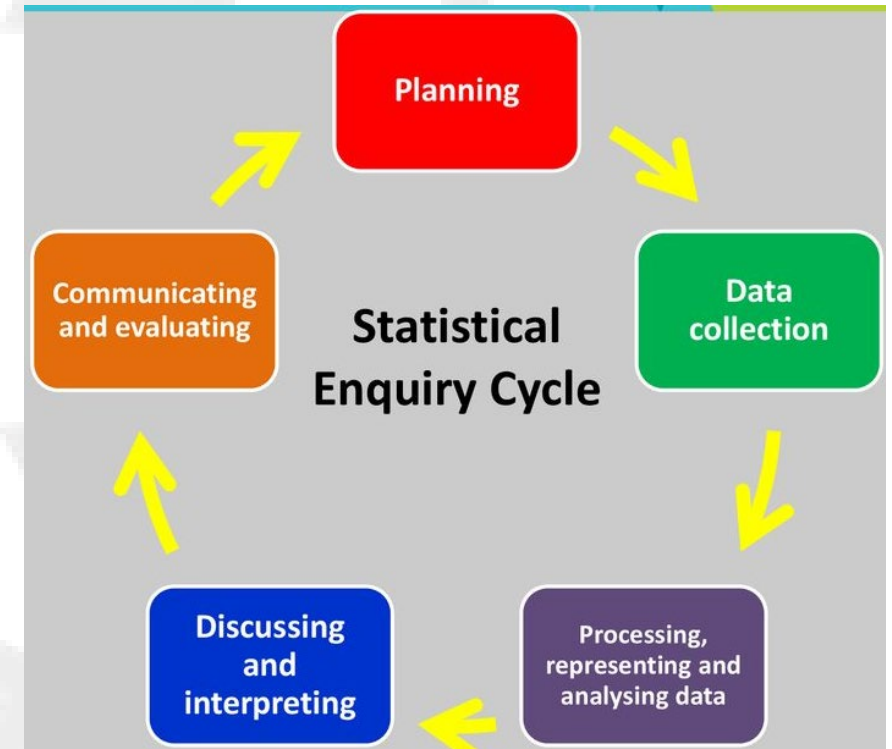 Planning
Data
collection
Processing,
representing and
analysing data
Discussing
and
interpreting
Communicating
and evaluating
Statistical
Enquiry Cycle